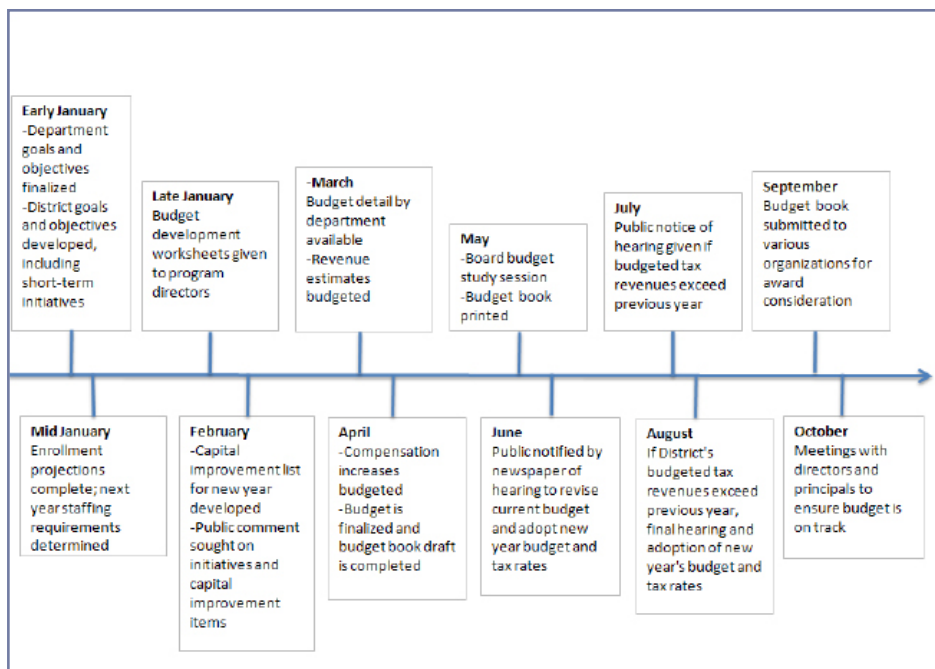 Early January
-Department
goals and
objectives
finalized
-District goals
and objectives
developed,
including
short-term
initiatives
Mid January
Enrollment
projections
complete; next
year staffing
requirements
determined
Late January
Budget
development
worksheets given
to program
directors
February
-Capital
improvement list
for new year
developed
-Public comment
sought on
initiatives and
capital
improvement
items
-March
Budget detail by
department
available
-Revenue
estimates
budgeted
April
-Compensation
increases
budgeted
-Budget is
finalized and
budget book draft
is completed
May
-Board budget
study session
-Budget book
printed
June
Public notified by
newspaper of
hearing to revise
current budget
and adopt new
year budget and
tax rates
July
Public notice of
hearing given if
budgeted tax
revenues exceed
previous year
August
If District's
budgeted tax
revenues exceed
previous year,
final hearing and
adoption of new
year's budget and
tax rates
September
Budget book
submitted to
various
organizations for
award
consideration
October
Meetings with
directors and
principals to
ensure budget is
on track